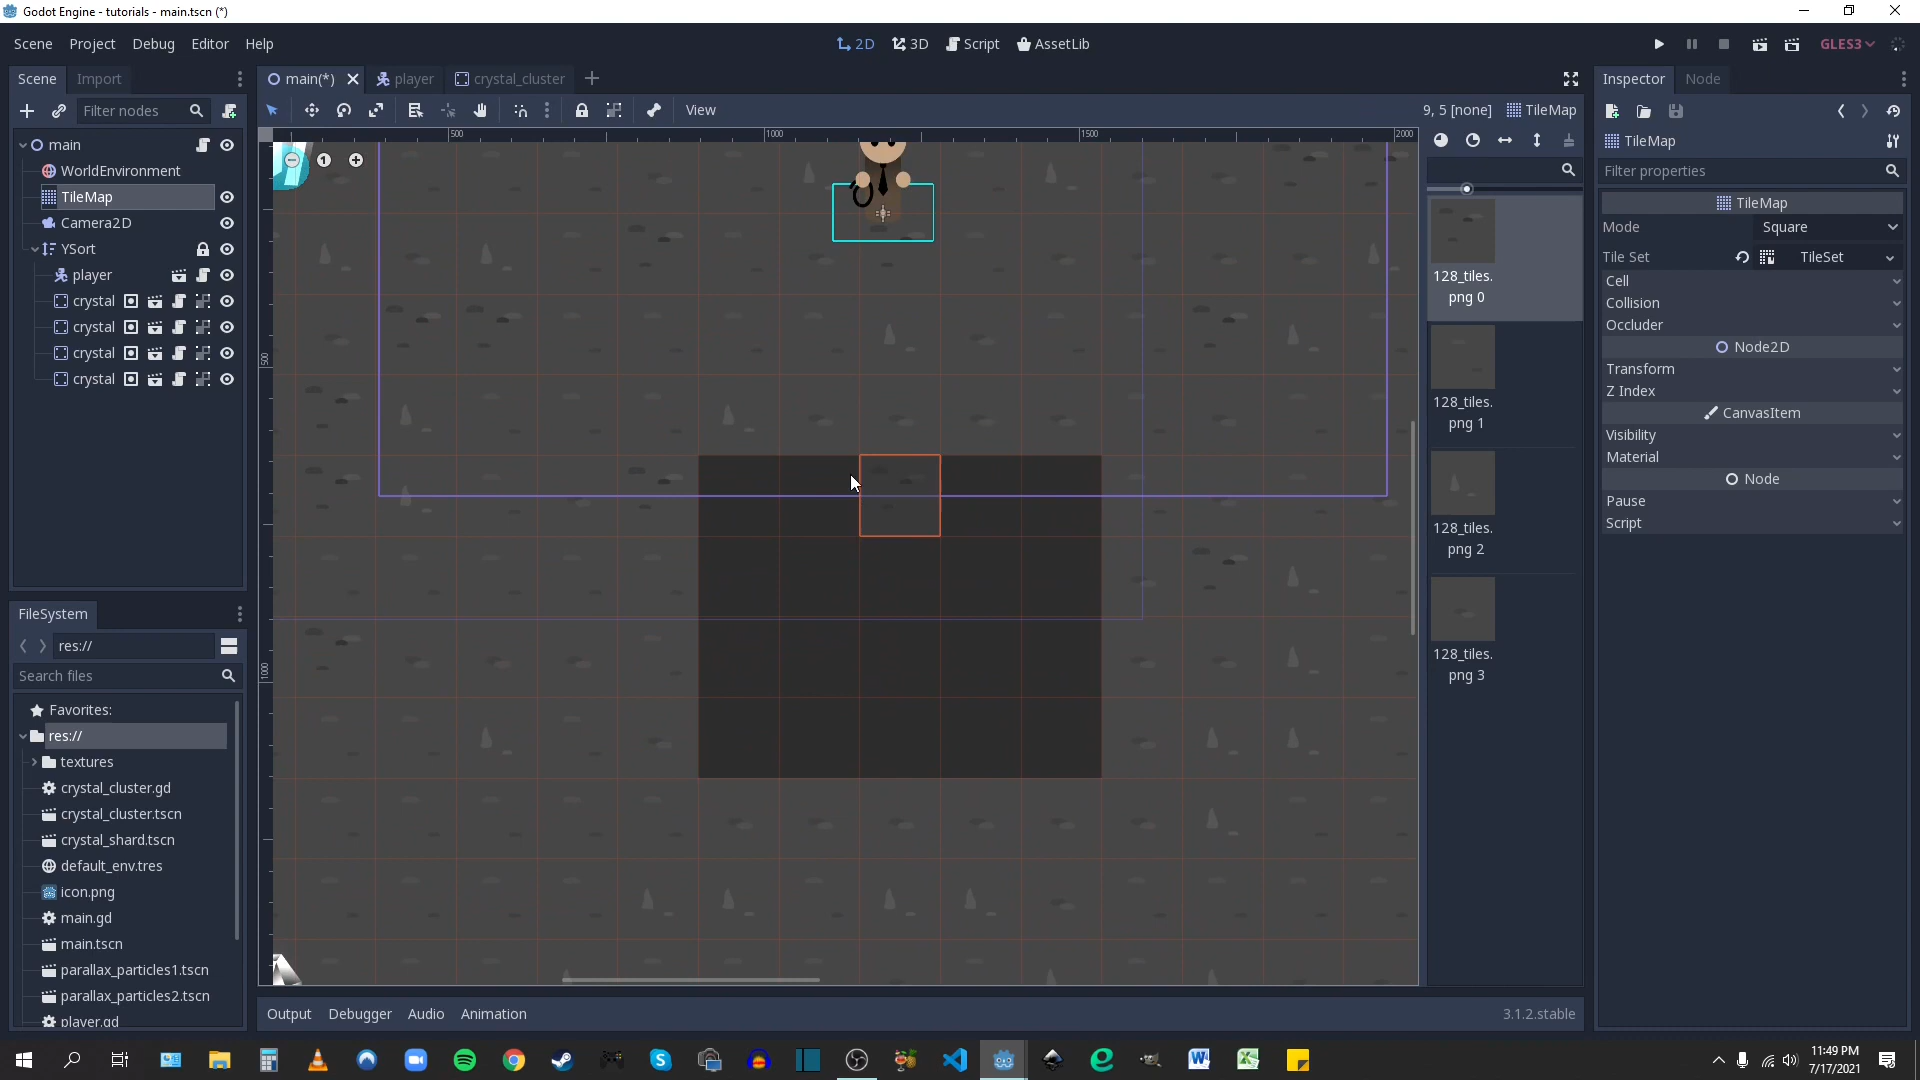 Godot Engine - tutorials - main.tscn (*)
Scene Project Debug Editor Help
2D 3D Script AssetLib
GLES3
Scene Import
main(*) player crystal_cluster
Inspector Node
Filter nodes
View
9, 5 [none] TileMap
main
WorldEnvironment
TileMap
Camera2D
YSort
player
crystal
crystal
crystal
crystal
500 1000 1500 2000
500
1000
1
128_tiles.
png 0
128_tiles.
png 1
128_tiles.
png 2
128_tiles.
png 3
TileMap
Filter properties
TileMap
Mode Square
Tile Set TileSet
Cell
Collision
Occluder
Node2D
Transform
Z Index
CanvasItem
Visibility
Material
Node
Pause
Script
FileSystem
res://
Search files
Favorites:
res://
textures
crystal_cluster.gd
crystal_cluster.tscn
crystal_shard.tscn
default_env.tres
icon.png
main.gd
main.tscn
parallax_particles1.tscn
parallax_particles2.tscn
player.gd
Output Debugger Audio Animation
3.1.2.stable
11:49 PM
7/17/2021